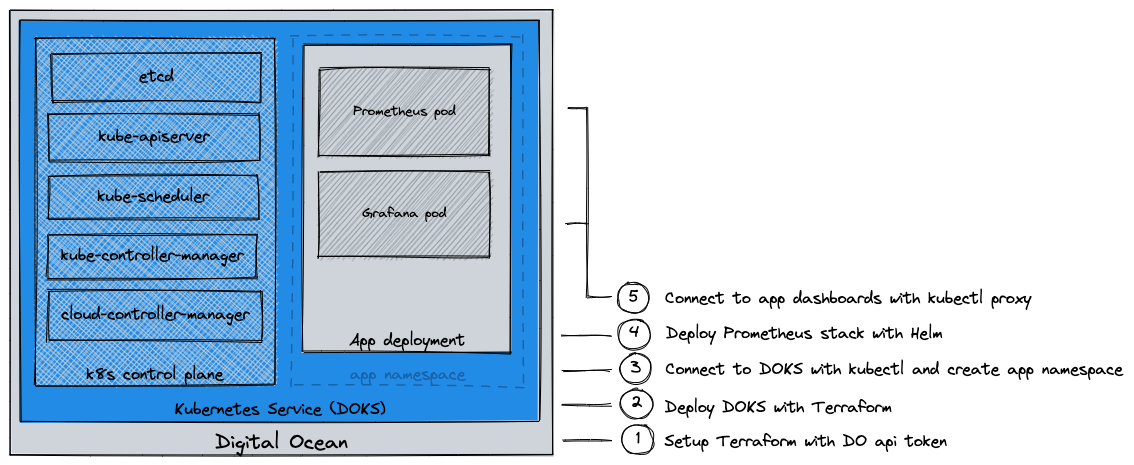 etcd
kube-apiserver
kube-scheduler
kube-controller-manager
cloud-controller-manager
k8s control plane
Prometheus pod
Grafana pod
App deployment
app namespace
Kubernetes Service (DOKS)
Digital Ocean
5 Connect to app dashboards with kubectl proxy
4 Deploy Prometheus stack with Helm
3 Connect to DOKS with kubectl and create app namespace
2 Deploy DOKS with Terraform
1 Setup Terraform with DO api token